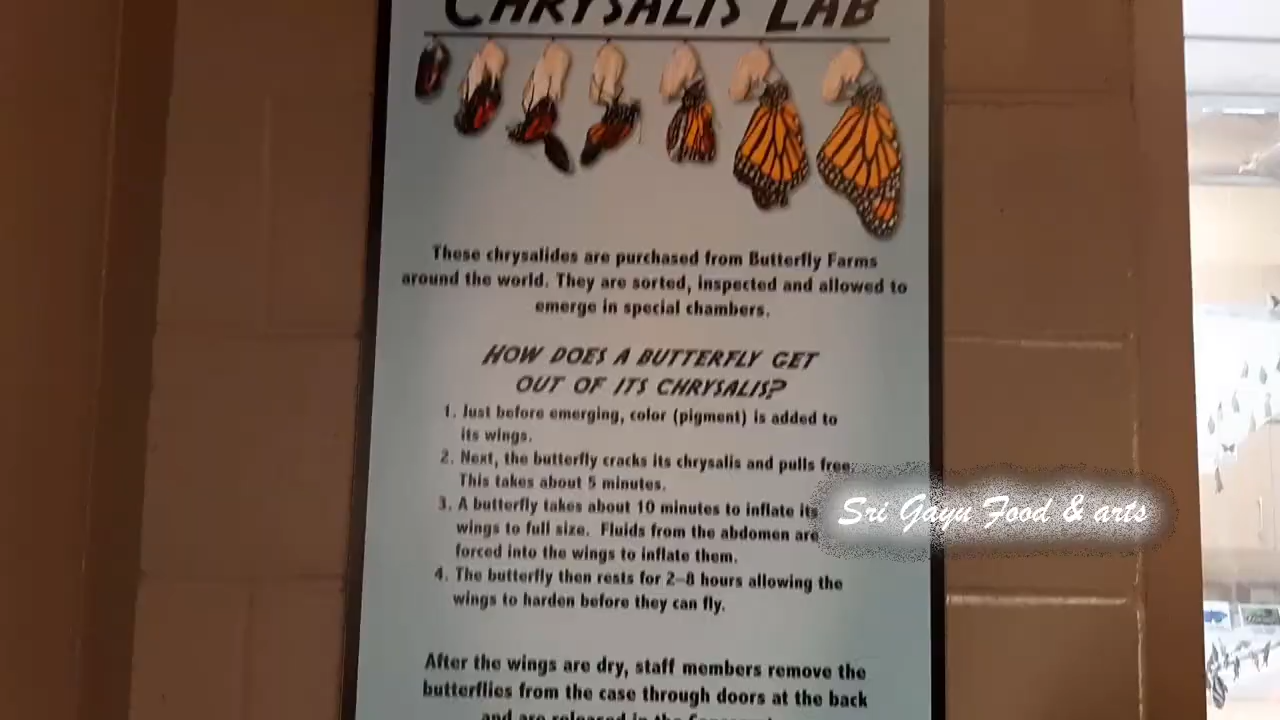 CHRYSALIS LAB
These chrysalides are purchased from Butterfly Farms
around the world. They are sorted, inspected and allowed to
emerge in special chambers.
HOW DOES A BUTTERFLY GET
OUT OF ITS CHRYSALIS?
1. Just before emerging, color (pigment) is added to
its wings.
2. Next, the butterfly cracks its chrysalis and pulls free.
This takes about 5 minutes.
3. A butterfly takes about 10 minutes to inflate its
wings to full size. Fluids from the abdomen are
forced into the wings to inflate them.
4. The butterfly then rests for 2-8 hours allowing the
wings to harden before they can fly.
After the wings are dry, staff members remove the
butterflies from the case through doors at the back
and are released in the
Sri Gayu Food & arts